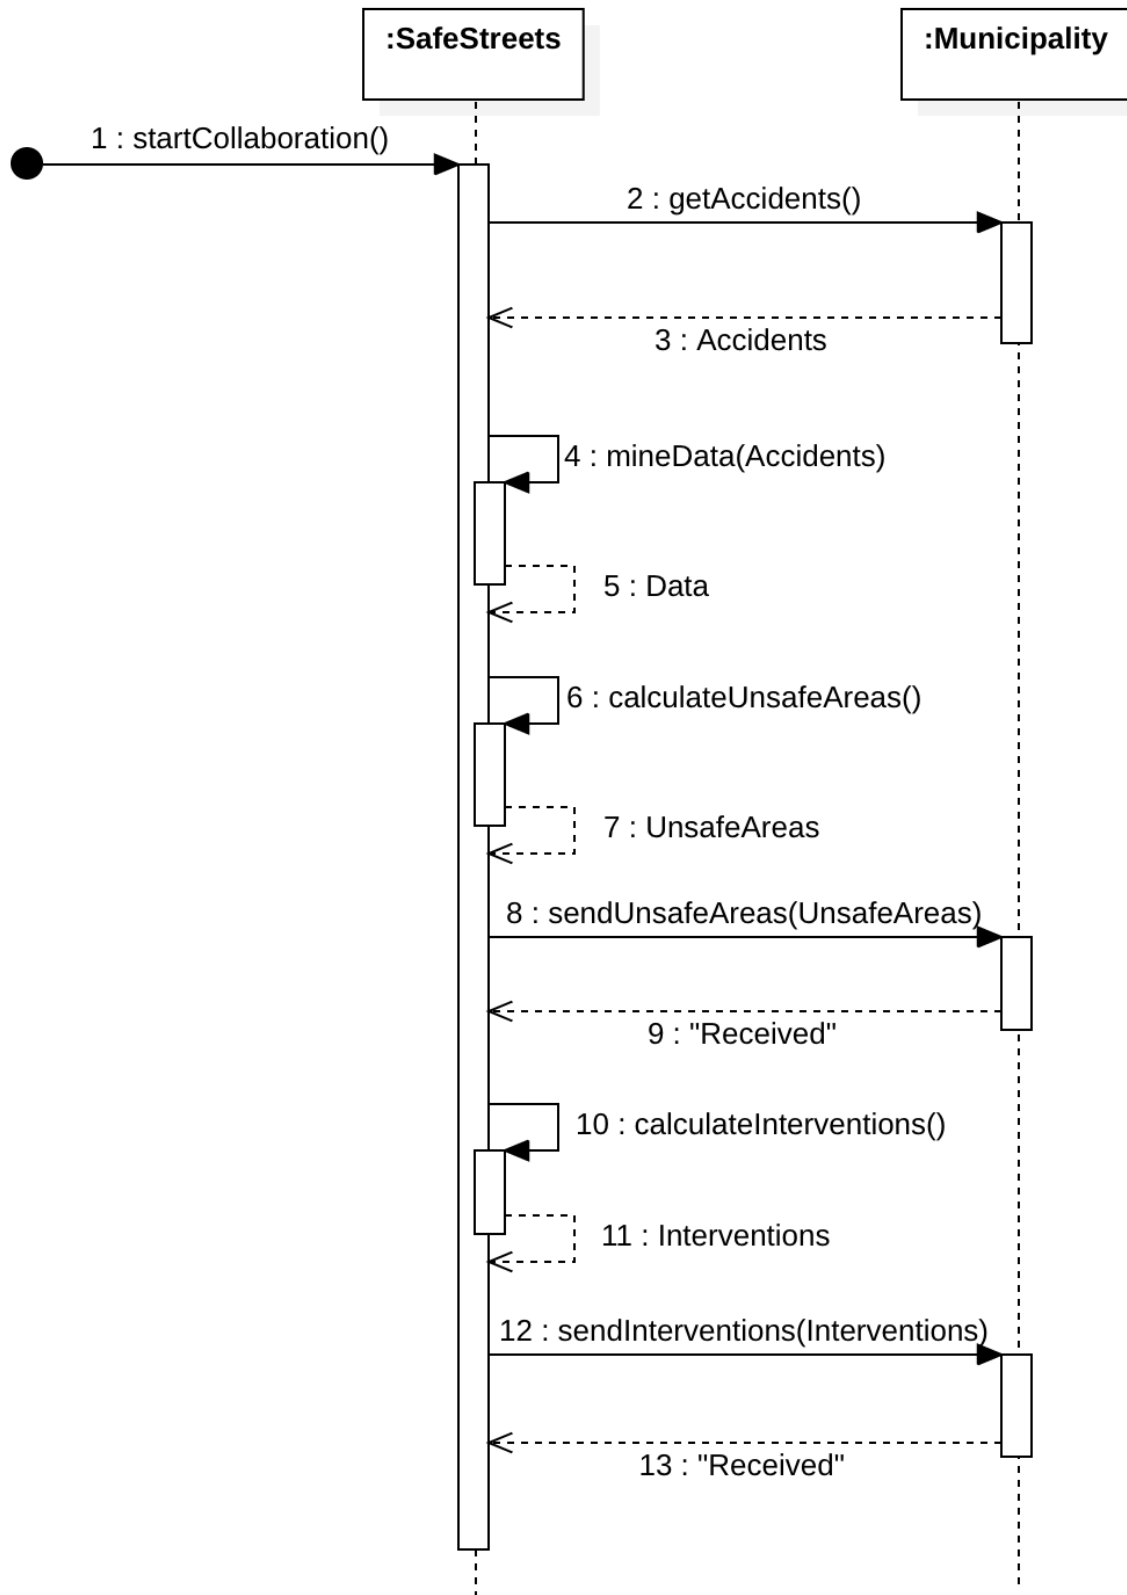 :SafeStreets
:Municipality
1 : startCollaboration()
2 : getAccidents()
3 : Accidents
4 : mineData(Accidents)
5 : Data
6 : calculateUnsafeAreas()
7 : UnsafeAreas
8 : sendUnsafeAreas(UnsafeAreas)
9 : "Received"
10 : calculateInterventions()
11 : Interventions
12 : sendInterventions(Interventions)
13 : "Received"